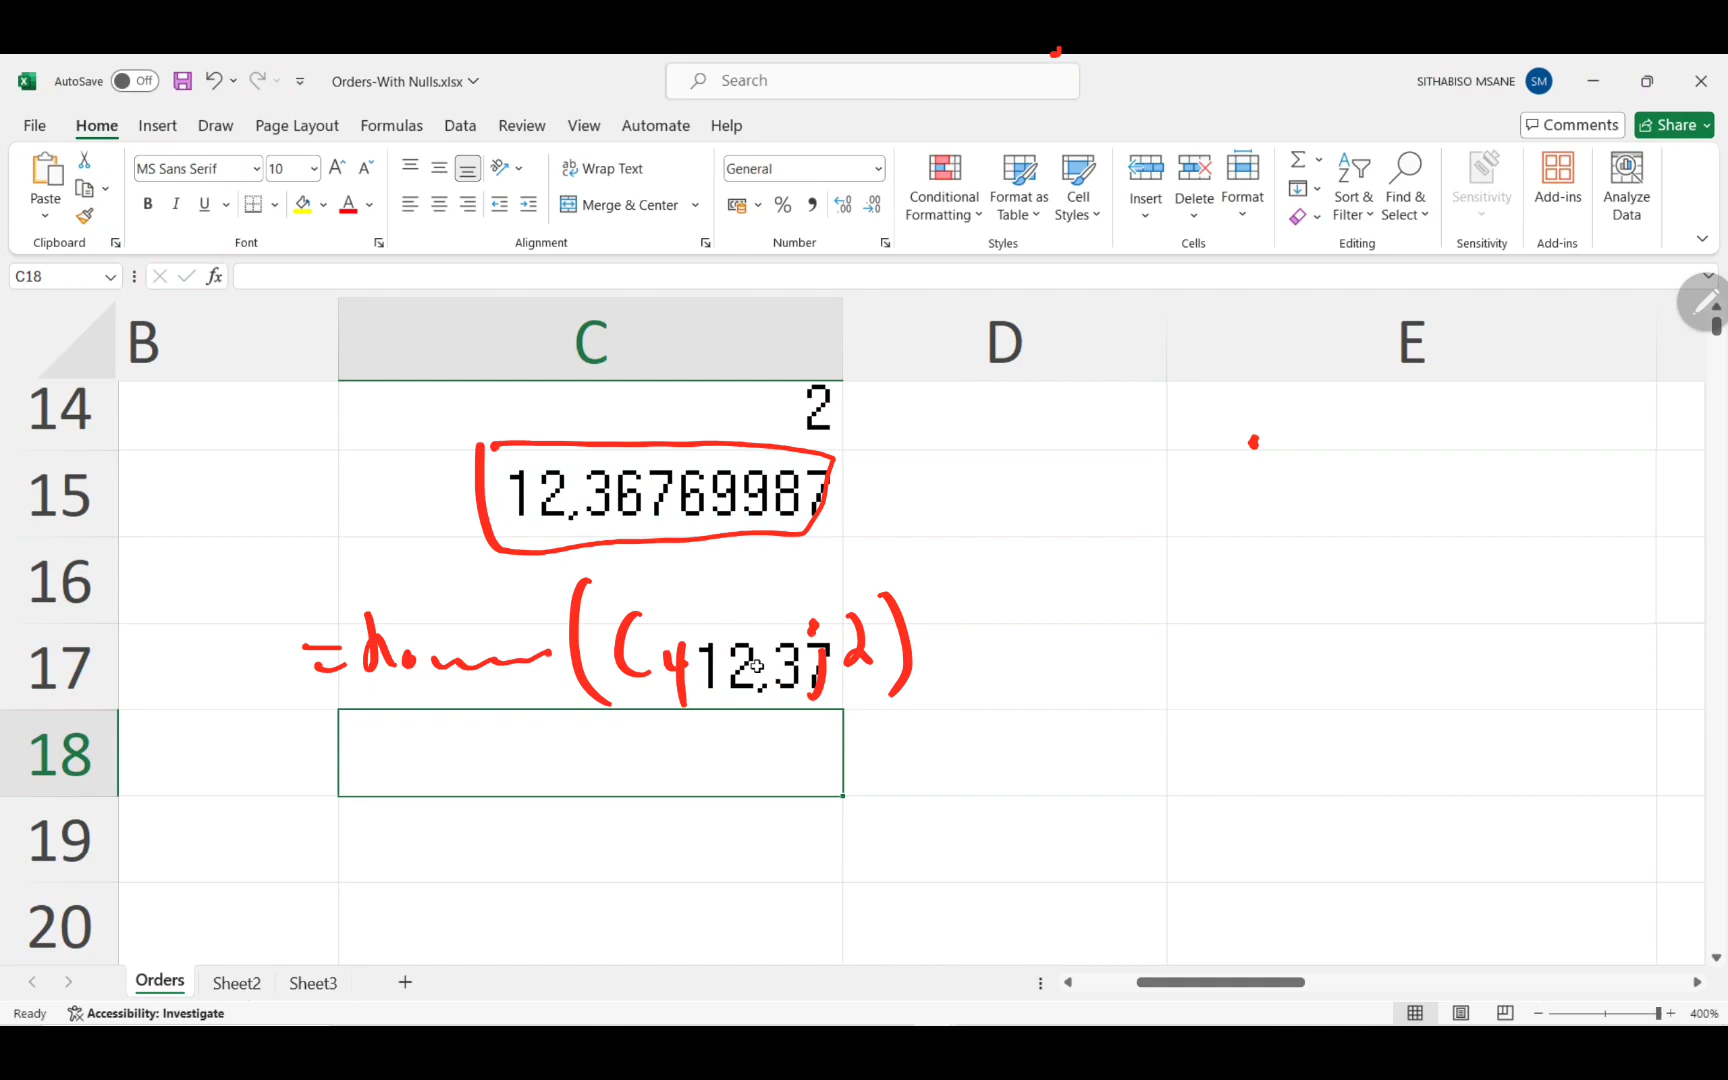 AutoSave Off Orders-With Nulls.xlsx Search SITHABISO MSANE SM
File Home Insert Draw Page Layout Formulas Data Review View Automate Help Comments Share
Paste MS Sans Serif 10 A A Wrap Text General Conditional Formatting Format as Table Cell Styles Insert Delete Format Sort & Filter Find & Select Sensitivity Add-ins Analyze Data
B I U A Merge & Center % 
Clipboard Font Alignment Number Styles Cells Editing Sensitivity Add-ins
C18 fx
B C D E
14 2
15 12,36769987
16
17 12,37
18
19
20
Orders Sheet2 Sheet3
Ready Accessibility: Investigate 400%